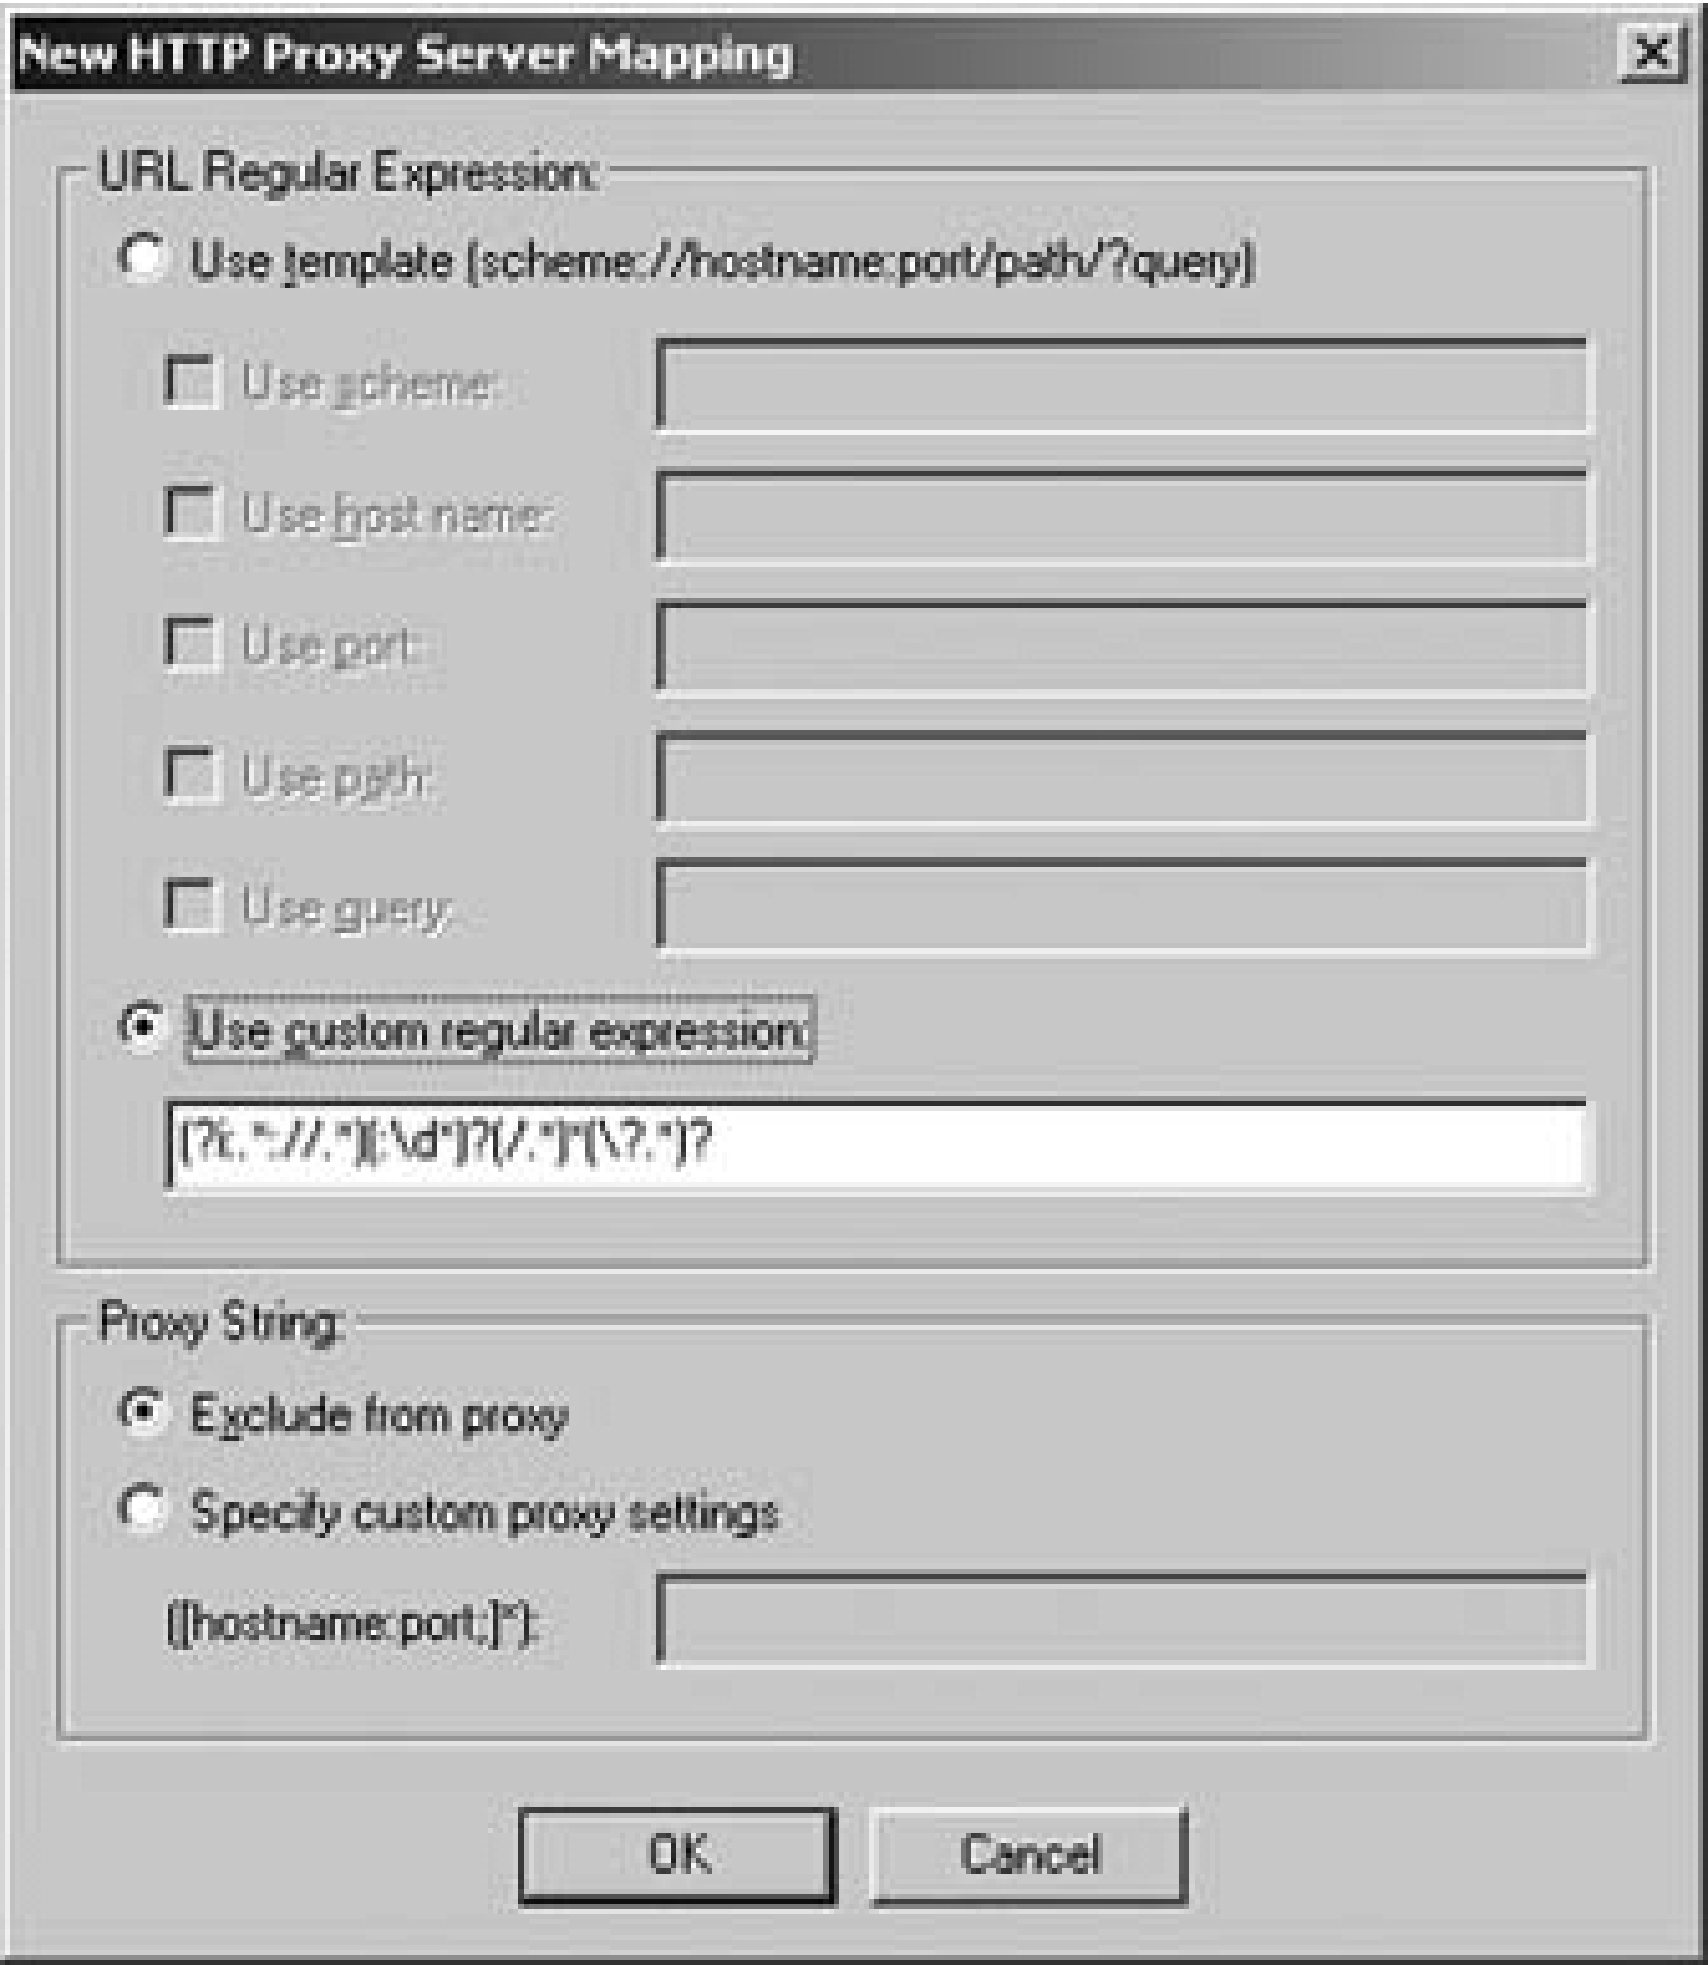 New HTTP Proxy Server Mapping
URL Regular Expression:
Use template (scheme://hostname:port/path/?query)
Use scheme:
Use host name:
Use port:
Use path:
Use query:
Use custom regular expression:
(?i:.*://.*)(:\d*)?(/.*)*(\?.*)?
Proxy String:
Exclude from proxy
Specify custom proxy settings
([hostname:port;]*):
OK Cancel